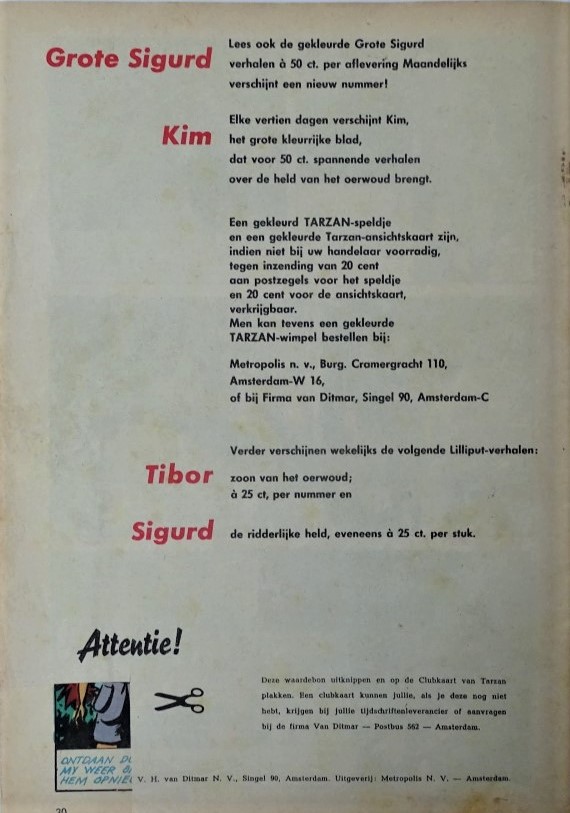 Grote Sigurd
Lees ook de gekleurde Grote Sigurd
verhalen à 50 ct. per aflevering Maandelijks
verschijnt een nieuw nummer!
Kim
Elke vertien dagen verschijnt Kim,
het grote kleurrijke blad,
dat voor 50 ct. spannende verhalen
over de held van het oerwoud brengt.
Een gekleurd TARZAN-speldje
en een gekleurde Tarzan-ansichtskaart zijn,
indien niet bij uw handelaar voorradig,
tegen inzending van 20 cent
aan postzegels voor het speldje
en 20 cent voor de ansichtskaart,
verkrijgbaar.
Men kan tevens een gekleurde
TARZAN-wimpel bestellen bij:
Metropolis n. v., Burg. Cramergracht 110,
Amsterdam-W 16,
of bij Firma van Ditmar, Singel 90, Amsterdam-C
Verder verschijnen wekelijks de volgende Lilliput-verhalen:
Tibor
zoon van het oerwoud;
à 25 ct, per nummer en
Sigurd
de ridderlijke held, eveneens à 25 ct. per stuk.
Attentie!
Deze waardebon uitknippen en op de Clubkaart van Tarzan
plakken. Een clubkaart kunnen jullie, als je deze nog niet
hebt, krijgen bij jullie tijdschriftenleverancier of aanvragen
bij de firma Van Ditmar — Postbus 562 — Amsterdam.
ONTDAAN
MY WEER
HEM
V. H. van Ditmar N. V., Singel 90, Amsterdam. Uitgeverij: Metropolis N. V. — Amsterdam.